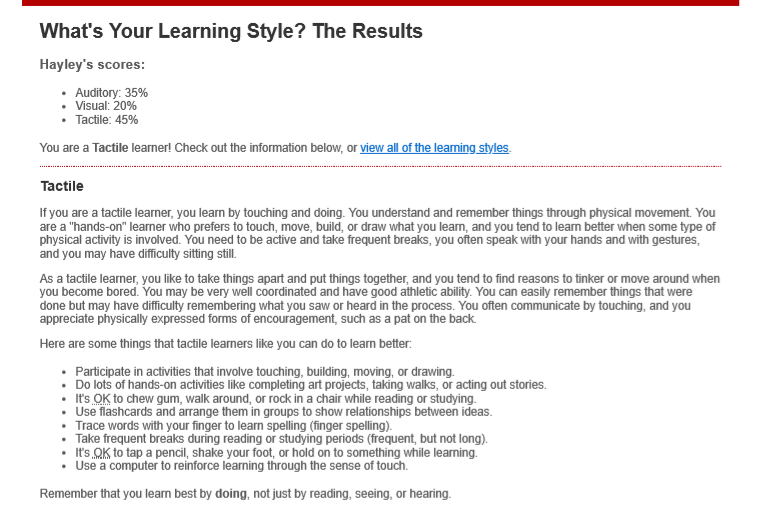 What's Your Learning Style? The Results
Hayley's scores:
• Auditory: 35%
• Visual: 20%
• Tactile: 45%
You are a Tactile learner! Check out the information below, or view all of the learning styles.
Tactile
If you are a tactile learner, you learn by touching and doing. You understand and remember things through physical movement. You
are a "hands-on" learner who prefers to touch, move, build, or draw what you learn, and you tend to learn better when some type of
physical activity is involved. You need to be active and take frequent breaks, you often speak with your hands and with gestures,
and you may have difficulty sitting still.
As a tactile learner, you like to take things apart and put things together, and you tend to find reasons to tinker or move around when
you become bored. You may be very well coordinated and have good athletic ability. You can easily remember things that were
done but may have difficulty remembering what you saw or heard in the process. You often communicate by touching, and you
appreciate physically expressed forms of encouragement, such as a pat on the back.
Here are some things that tactile learners like you can do to learn better:
• Participate in activities that involve touching, building, moving, or drawing.
• Do lots of hands-on activities like completing art projects, taking walks, or acting out stories.
• It's OK to chew gum, walk around, or rock in a chair while reading or studying.
• Use flashcards and arrange them in groups to show relationships between ideas.
• Trace words with your finger to learn spelling (finger spelling).
• Take frequent breaks during reading or studying periods (frequent, but not long).
• It's OK to tap a pencil, shake your foot, or hold on to something while learning.
• Use a computer to reinforce learning through the sense of touch.
Remember that you learn best by doing, not just by reading, seeing, or hearing.